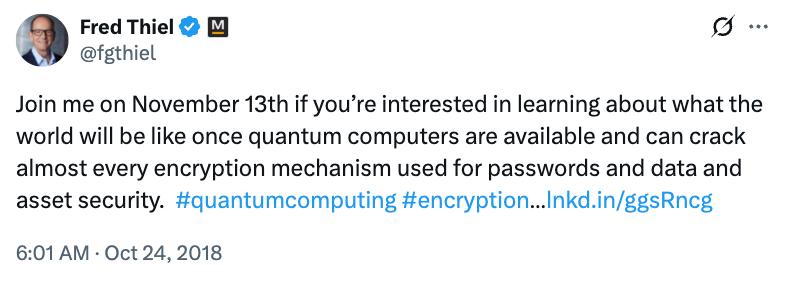 Fred Thiel M
@fgthiel
Join me on November 13th if you’re interested in learning about what the
world will be like once quantum computers are available and can crack
almost every encryption mechanism used for passwords and data and
asset security. #quantumcomputing #encryption...lnkd.in/ggsRncg
6:01 AM · Oct 24, 2018